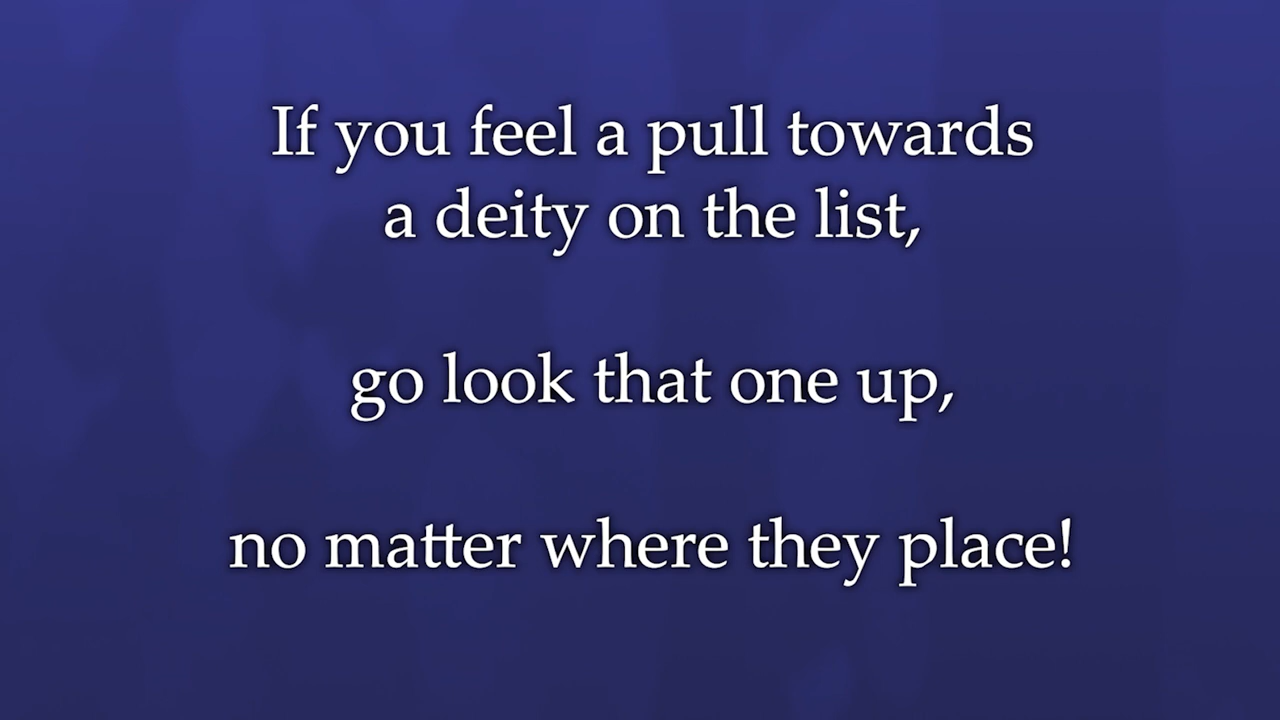 If you feel a pull towards
a deity on the list,
go look that one up,
no matter where they place!